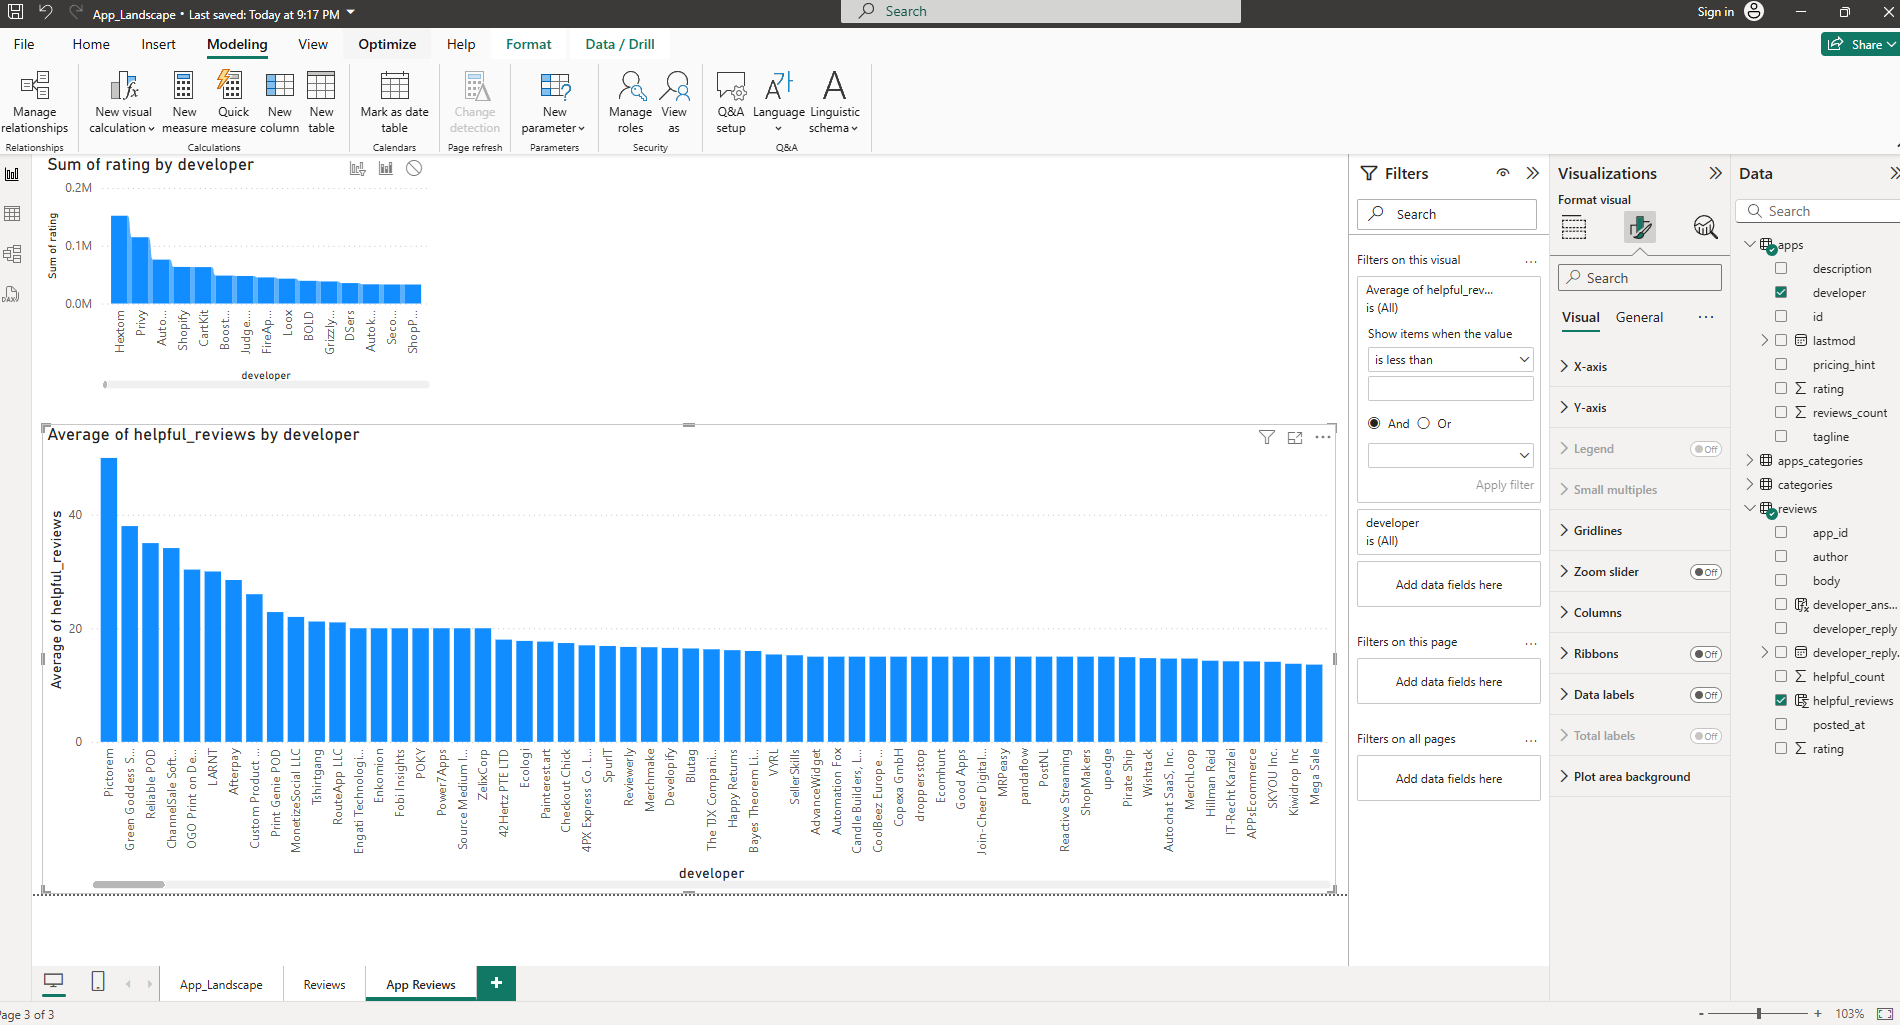 App_Landscape • Last saved: Today at 9:17 PM
Search
Sign in
File Home Insert Modeling View Optimize Help Format Data / Drill
Share
Manage relationships
New visual calculation
New measure
Quick measure
New column
New table
Mark as date table
Change detection
New parameter
Manage roles
View as
Q&A setup
Language
Linguistic schema
Relationships Calculations Calendars Page refresh Parameters Security Q&A
Sum of rating by developer
Sum of rating
0.2M
0.1M
0.0M
Hextom
Privy
Auto...
Shopify
CartKit
Boost...
Judge....
FireAp...
Loox
BOLD
Grizzly...
DSers
Autok...
Seco...
ShopP...
developer
Average of helpful_reviews by developer
Average of helpful_reviews
40
20
0
Pictorem
Green Goddess S...
Reliable POD
ChannelSale Soft...
OGO Print on De...
LARNT
Afterpay
Custom Product ...
Print Genie POD
MonetizeSocial LLC
Tshirtgang
RouteApp LLC
Engati Technologi...
Enkomion
Fobi Insights
POKY
Power7Apps
Source Medium I...
ZelixCorp
42Hertz PTE LTD
Ecologi
Painterest.art
Checkout Chick
4PX Express Co. L...
SpurIT
Reviewerly
Merchmake
Developify
Blutag
The TJX Compani...
Happy Returns
Bayes Theorem Li...
VYRL
SellerSkills
AdvanceWidget
Automation Fox
Candle Builders, L...
CoolBeez Europe ...
Copexa GmbH
droppersstop
Ecomhunt
Good Apps
Join-Cheer Digital...
MRPeasy
pandaflow
PostNL
Reactive Streaming
ShopMakers
upedge
Pirate Ship
Wishtack
Autochat SaaS, Inc.
MerchLoop
Hillman Reid
IT-Recht Kanzlei
APPsEcommerce
SKYOU Inc.
Kiwidrop Inc
Mega Sale
developer
Filters
Search
Filters on this visual
...
Average of helpful_rev...
is (All)
Show items when the value
is less than
And Or
Apply filter
developer
is (All)
Add data fields here
Filters on this page
...
Add data fields here
Filters on all pages
...
Add data fields here
Visualizations
Format visual
Search
Visual General ...
X-axis
Y-axis
Legend Off
Small multiples
Gridlines
Zoom slider Off
Columns
Ribbons Off
Data labels Off
Total labels Off
Plot area background
Data
Search
apps
description
developer
id
lastmod
pricing_hint
rating
reviews_count
tagline
apps_categories
categories
reviews
app_id
author
body
developer_ans...
developer_reply
developer_reply.
helpful_count
helpful_reviews
posted_at
rating
App_Landscape Reviews App Reviews +
age 3 of 3
- + 103%